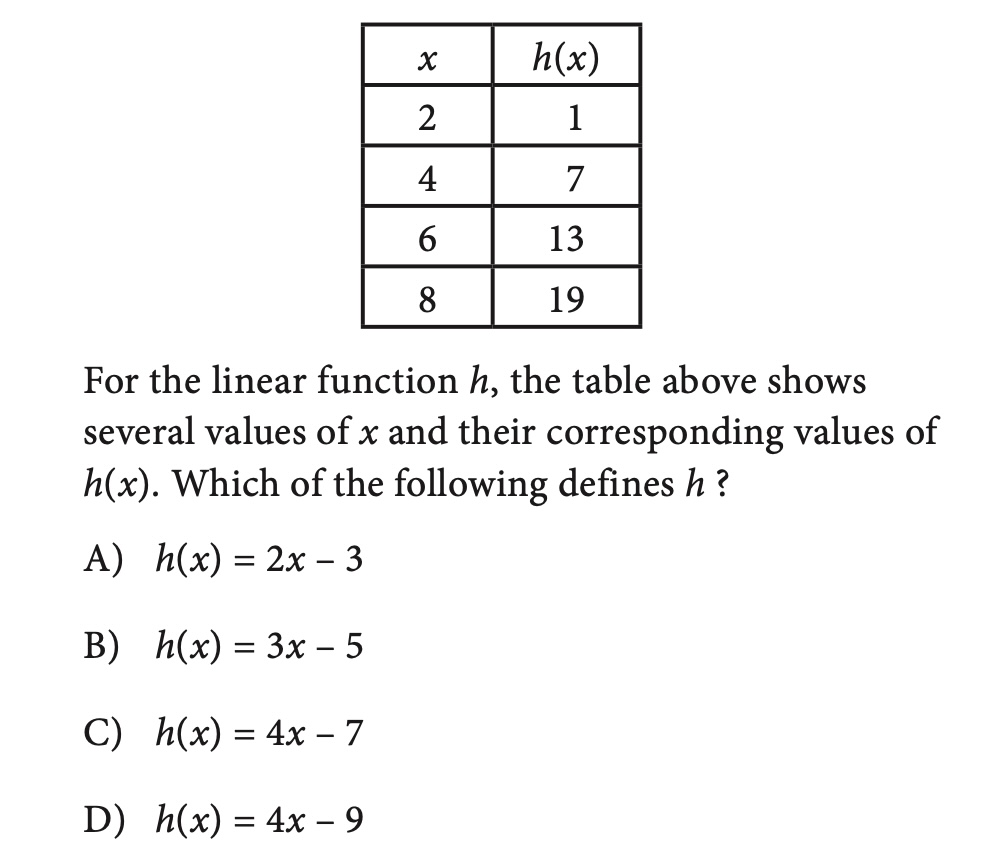 x h(x)
2 1
4 7
6 13
8 19
For the linear function h, the table above shows
several values of x and their corresponding values of
h(x). Which of the following defines h ?
A) h(x) = 2x – 3
B) h(x) = 3x – 5
C) h(x) = 4x – 7
D) h(x) = 4x – 9